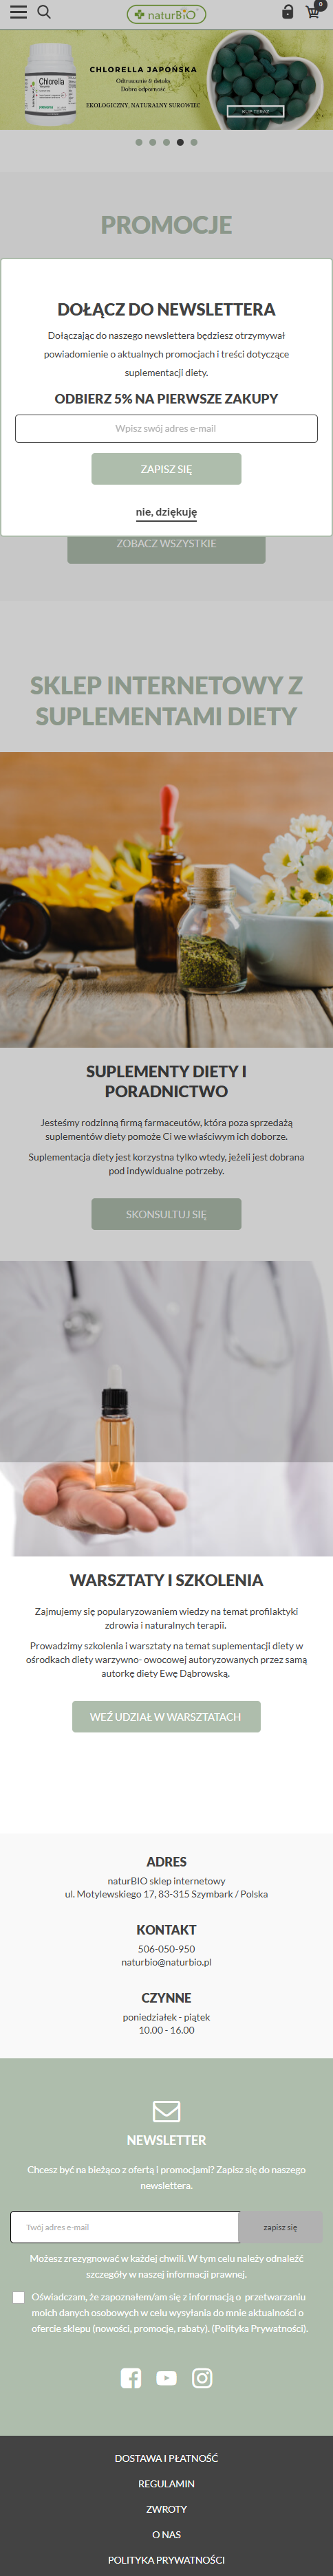 naturBiO
0
Chlorella
CHLORELLA JAPOŃSKA
Odtruwanie & detoks
Dobra odporność
EKOLOGICZNY, NATURALNY SUROWIEC
KUP TERAZ
PROMOCJE
DOŁĄCZ DO NEWSLETTERA
Dołączając do naszego newslettera będziesz otrzymywał
powiadomienie o aktualnych promocjach i treści dotyczące
suplementacji diety.
ODBIERZ 5% NA PIERWSZE ZAKUPY
Wpisz swój adres e-mail
ZAPISZ SIĘ
nie, dziękuję
ZOBACZ WSZYSTKIE
SKLEP INTERNETOWY Z
SUPLEMENTAMI DIETY
SUPLEMENTY DIETY I
PORADNICTWO
Jesteśmy rodzinną firmą farmaceutów, która poza sprzedażą
suplementów diety pomoże Ci we właściwym ich doborze.
Suplementacja diety jest korzystna tylko wtedy, jeżeli jest dobrana
pod indywidualne potrzeby.
SKONSULTUJ SIĘ
WARSZTATY I SZKOLENIA
Zajmujemy się popularyzowaniem wiedzy na temat profilaktyki
zdrowia i naturalnych terapii.
Prowadzimy szkolenia i warsztaty na temat suplementacji diety w
ośrodkach diety warzywno- owocowej autoryzowanych przez samą
autorkę diety Ewę Dąbrowską.
WEŹ UDZIAŁ W WARSZTATACH
ADRES
naturBIO sklep internetowy
ul. Motylewskiego 17, 83-315 Szymbark / Polska
KONTAKT
506-050-950
naturbio@naturbio.pl
CZYNNE
poniedziałek - piątek
10.00 - 16.00
NEWSLETTER
Chcesz być na bieżąco z ofertą i promocjami? Zapisz się do naszego
newslettera.
Twój adres e-mail
zapisz się
Możesz zrezygnować w każdej chwili. W tym celu należy odnaleźć
szczegóły w naszej informacji prawnej.
Oświadczam, że zapoznałem/am się z informacją o przetwarzaniu
moich danych osobowych w celu wysyłania do mnie aktualności o
ofercie sklepu (nowości, promocje, rabaty). (Polityka Prywatności).
DOSTAWA I PŁATNOŚĆ
REGULAMIN
ZWROTY
O NAS
POLITYKA PRYWATNOŚCI